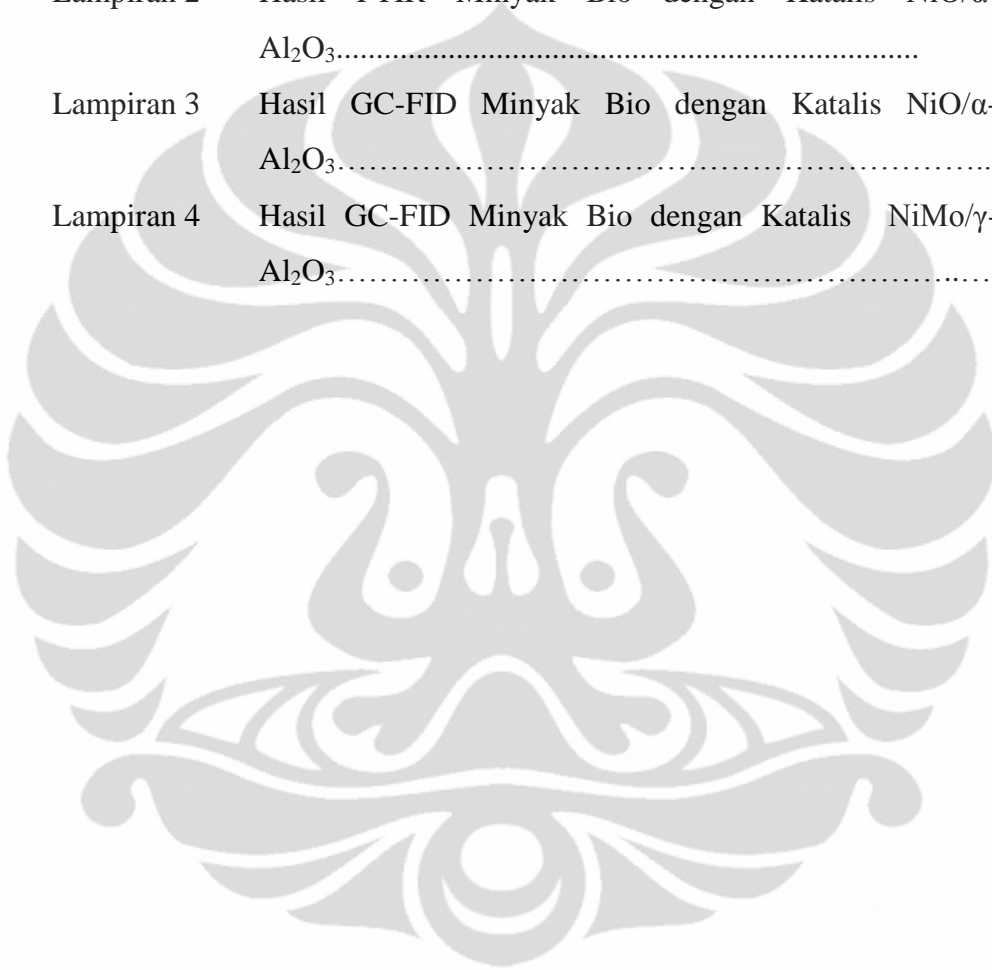 Lampiran 2 Hasil FTIR Minyak Bio dengan Katalis NiO/α-
Al₂O₃......................................................................
Lampiran 3 Hasil GC-FID Minyak Bio dengan Katalis NiO/α-
Al₂O₃…………………………………………………………...
Lampiran 4 Hasil GC-FID Minyak Bio dengan Katalis NiMo/γ-
Al₂O₃……………………………………………………..…